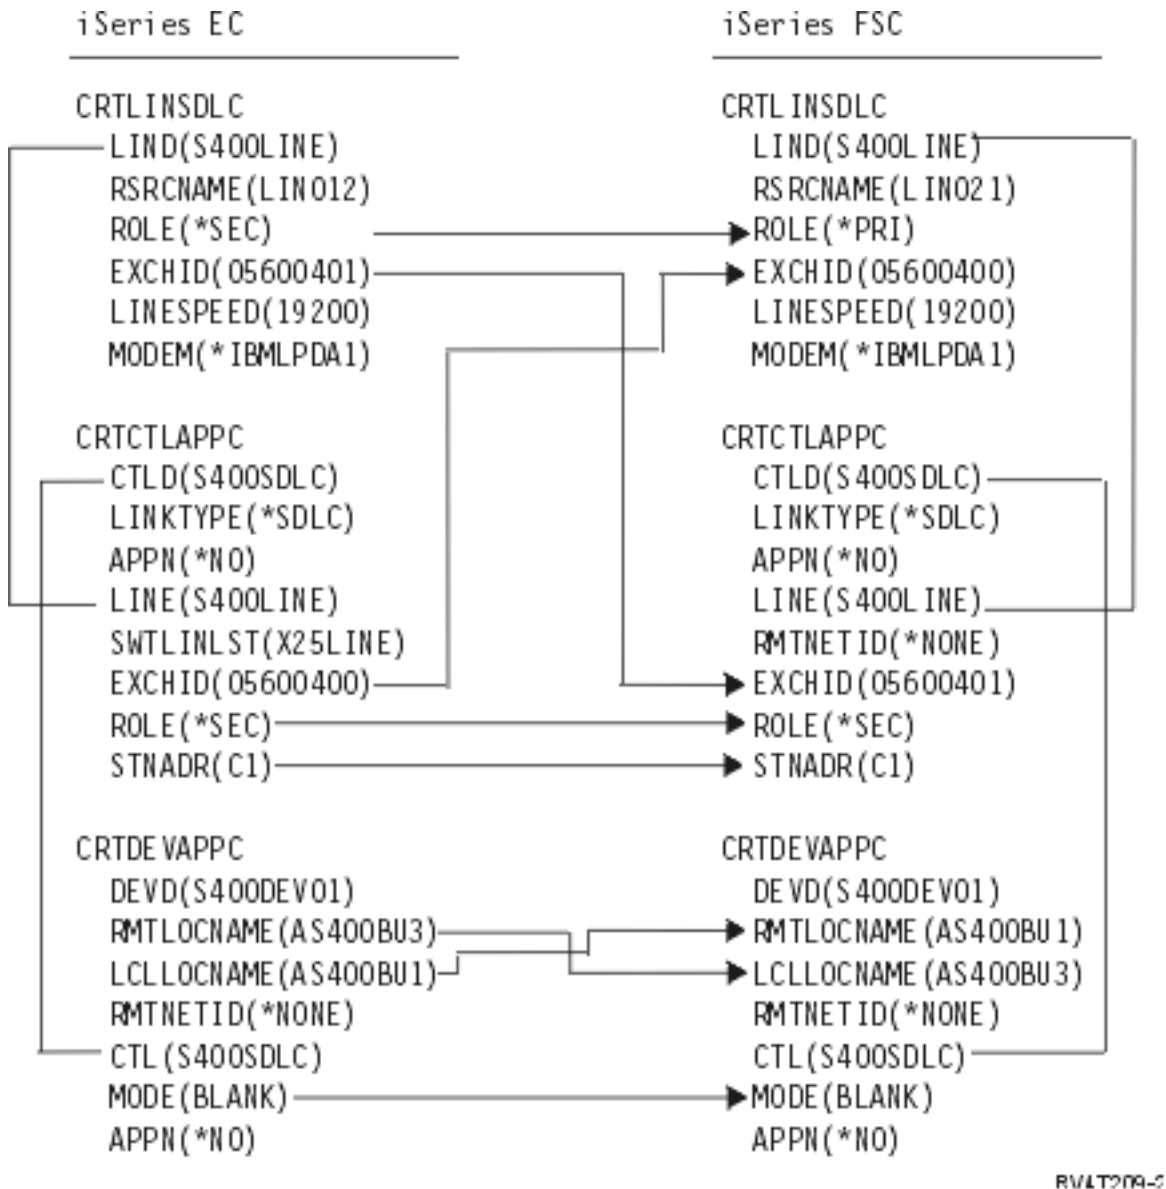 iSeries EC
CRTLINSDLC
LIND(S400LINE)
RSRCNAME(LIN012)
ROLE(*SEC)
EXCHID(05600401)
LINESPEED(19200)
MODEM(*IBMLPDA1)
CRTCTLAPPC
CTLD(S400SDLC)
LINKTYPE(*SDLC)
APPN(*NO)
LINE(S400LINE)
SWTLINLST(X25LINE)
EXCHID(05600400)
ROLE(*SEC)
STNADR(C1)
CRTDEVAPPC
DEVD(S400DEV01)
RMTLOCNAME(AS400BU3)
LCLLOCNAME(AS400BU1)
RMTNETID(*NONE)
CTL(S400SDLC)
MODE(BLANK)
APPN(*NO)
iSeries FSC
CRTLINSDLC
LIND(S400LINE)
RSRCNAME(LIN021)
ROLE(*PRI)
EXCHID(05600400)
LINESPEED(19200)
MODEM(*IBMLPDA1)
CRTCTLAPPC
CTLD(S400SDLC)
LINKTYPE(*SDLC)
APPN(*NO)
LINE(S400LINE)
RMTNETID(*NONE)
EXCHID(05600401)
ROLE(*SEC)
STNADR(C1)
CRTDEVAPPC
DEVD(S400DEV01)
RMTLOCNAME(AS400BU1)
LCLLOCNAME(AS400BU3)
RMTNETID(*NONE)
CTL(S400SDLC)
MODE(BLANK)
APPN(*NO)